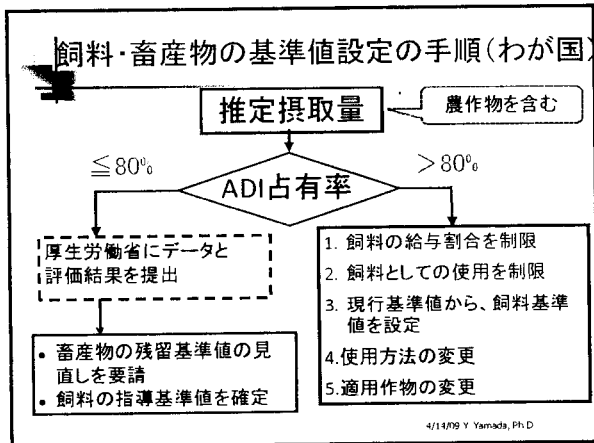 飼料・畜産物の基準値設定の手順(わが国)
推定摂取量
農作物を含む
≦80%
ADI占有率
>80%
厚生労働省にデータと
評価結果を提出
• 畜産物の残留基準値の見
直しを要請
• 飼料の指導基準値を確定
1. 飼料の給与割合を制限
2. 飼料としての使用を制限
3. 現行基準値から、飼料基準
値を設定
4.使用方法の変更
5.適用作物の変更
4/14/09 Y Yamada, Ph D